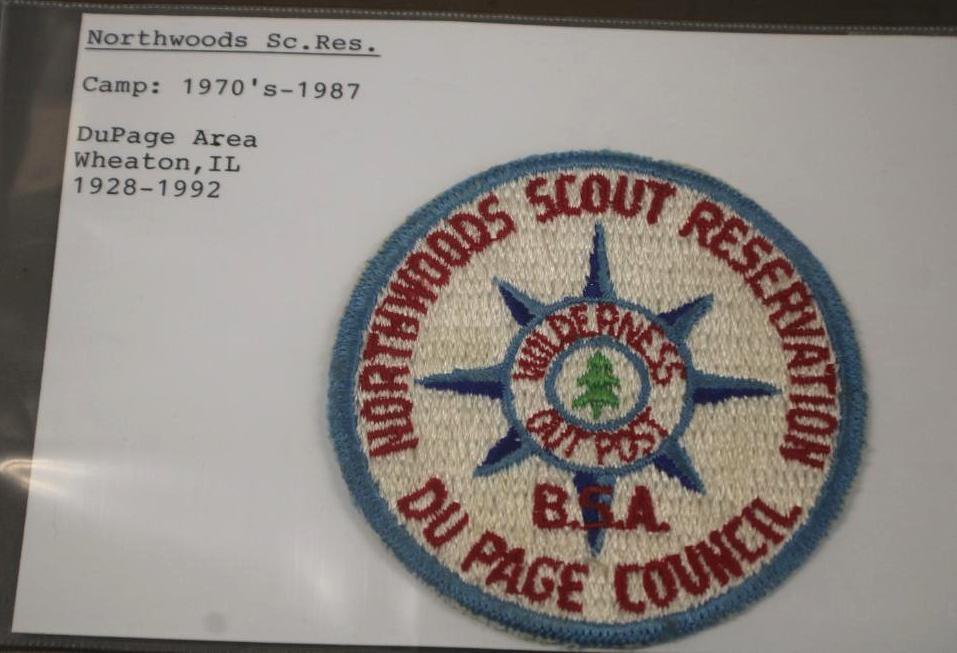 Northwoods Sc.Res.
Camp: 1970's-1987
DuPage Area
Wheaton,IL
1928-1992
NORTHWOODS SCOUT RESERVATION
WILDERNESS
OUT POST
B.S.A.
DU PAGE COUNCIL